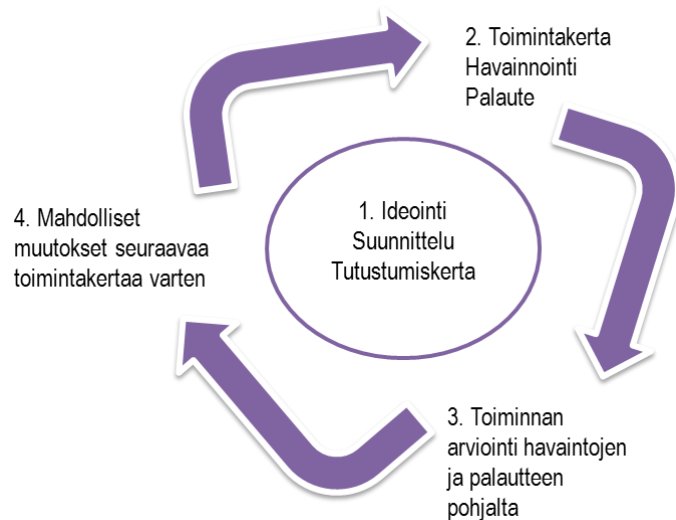 1. Ideointi
Suunnittelu
Tutustumiskerta
2. Toimintakerta
Havainnointi
Palaute
3. Toiminnan
arviointi havaintojen
ja palautteen
pohjalta
4. Mahdolliset
muutokset seuraavaa
toimintakertaa varten